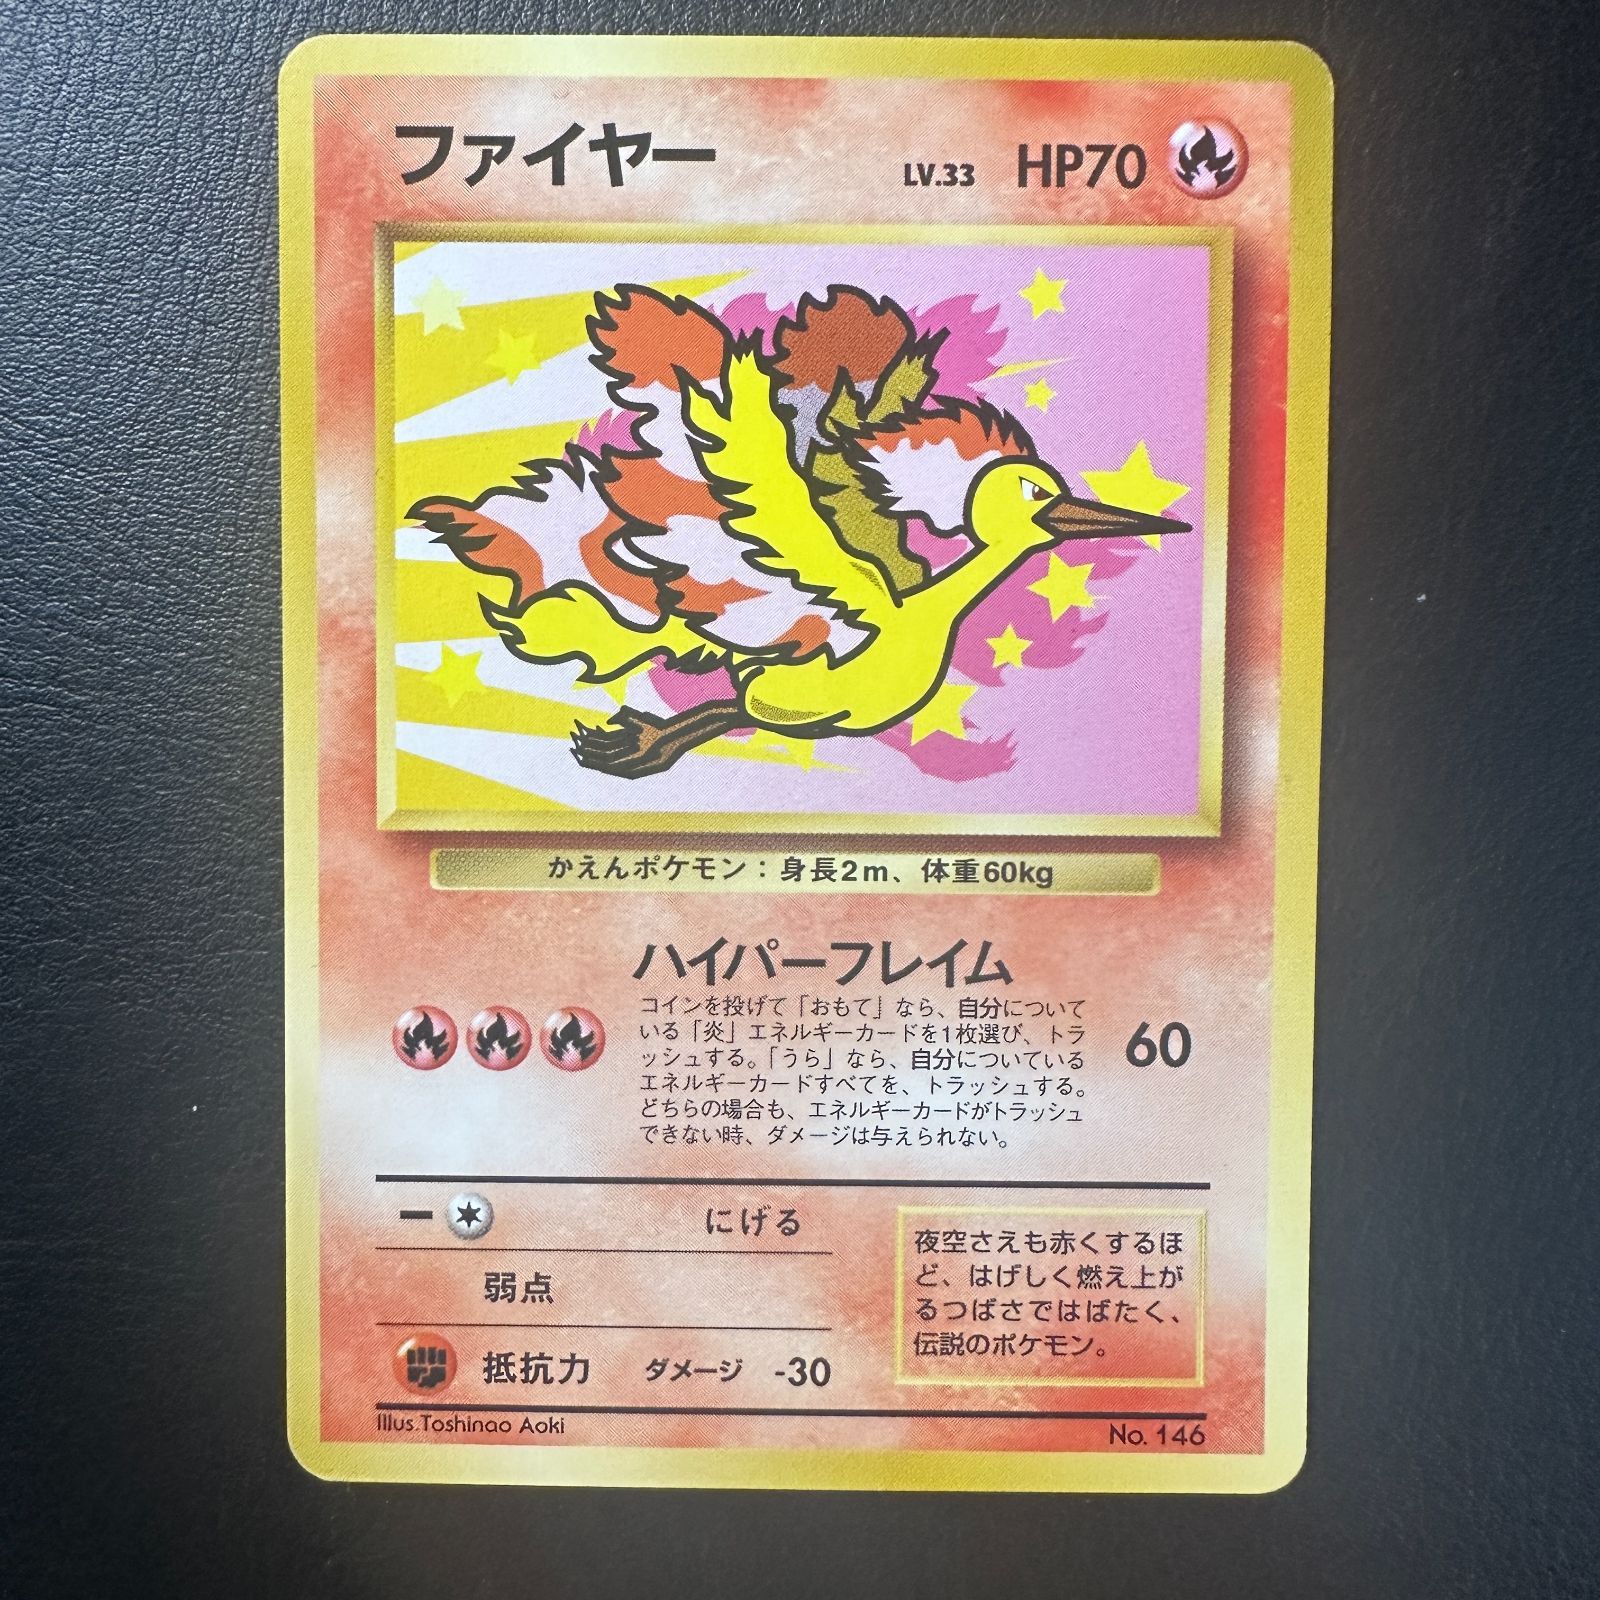 ファイヤー LV.33 HP70
かえんポケモン：身長2m、体重60kg
ハイパーフレイム
コインを投げて「おもて」なら、自分について
いる「炎」エネルギーカードを1枚選び、トラ
ッシュする。「うら」なら、自分についている
エネルギーカードすべてを、トラッシュする。
どちらの場合も、エネルギーカードがトラッシュ
できない時、ダメージは与えられない。
60
− にげる
弱点
抵抗力 ダメージ -30
夜空さえも赤くするほ
ど、はげしく燃え上が
るつばさではばたく、
伝説のポケモン。
Illus.Toshinao Aoki
No. 146